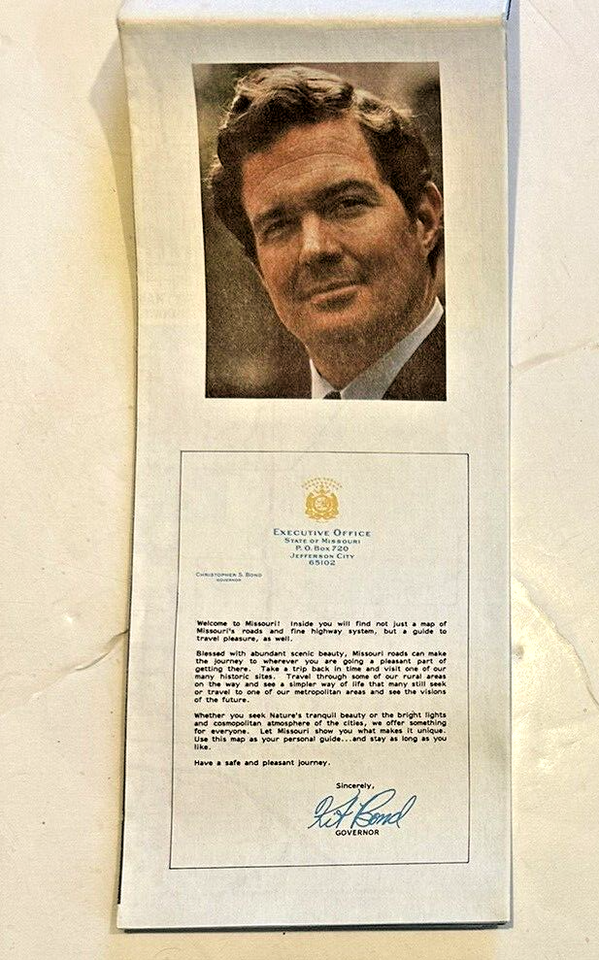 EXECUTIVE OFFICE
STATE OF MISSOURI
P. O. BOX 720
JEFFERSON CITY
65102
CHRISTOPHER S. BOND
GOVERNOR
Welcome to Missouri! Inside you will find not just a map of
Missouri's roads and fine highway system, but a guide to
travel pleasure, as well.
Blessed with abundant scenic beauty, Missouri roads can make
the journey to wherever you are going a pleasant part of
getting there. Take a trip back in time and visit one of our
many historic sites. Travel through some of our rural areas
on the way and see a simpler way of life that many still seek
or travel to one of our metropolitan areas and see the visions
of the future.
Whether you seek Nature's tranquil beauty or the bright lights
and cosmopolitan atmosphere of the cities, we offer something
for everyone. Let Missouri show you what makes it unique.
Use this map as your personal guide...and stay as long as you
like.
Have a safe and pleasant journey.
Sincerely,
Kit Bond
GOVERNOR